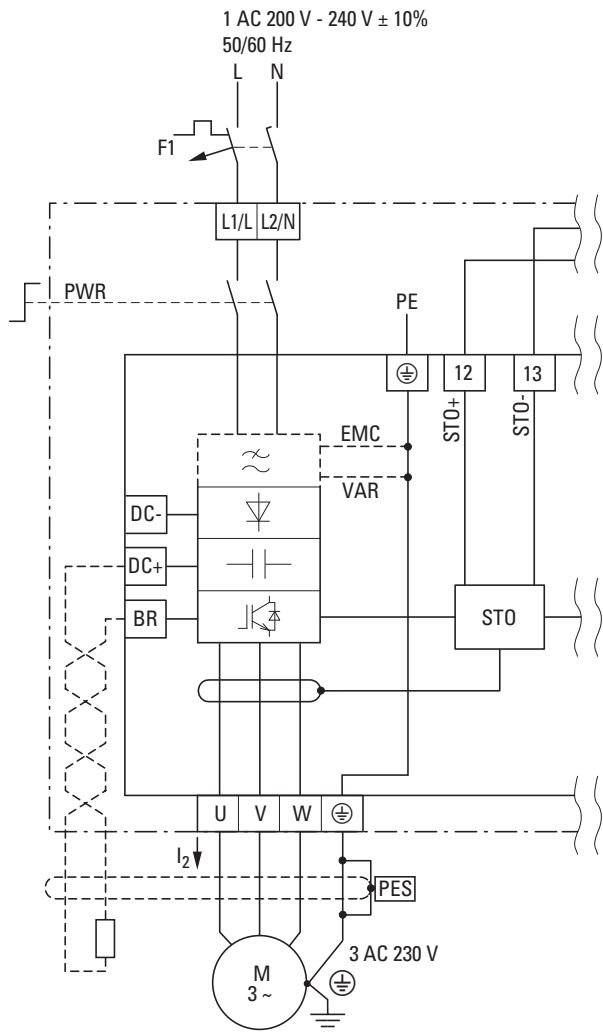 1 AC 200 V - 240 V ± 10%
50/60 Hz
L N
F1
L1/L L2/N
PWR
PE
12 13
STO+ STO-
EMC
VAR
DC-
DC+
BR
STO
U V W
I₂
PES
3 AC 230 V
M
3 ~